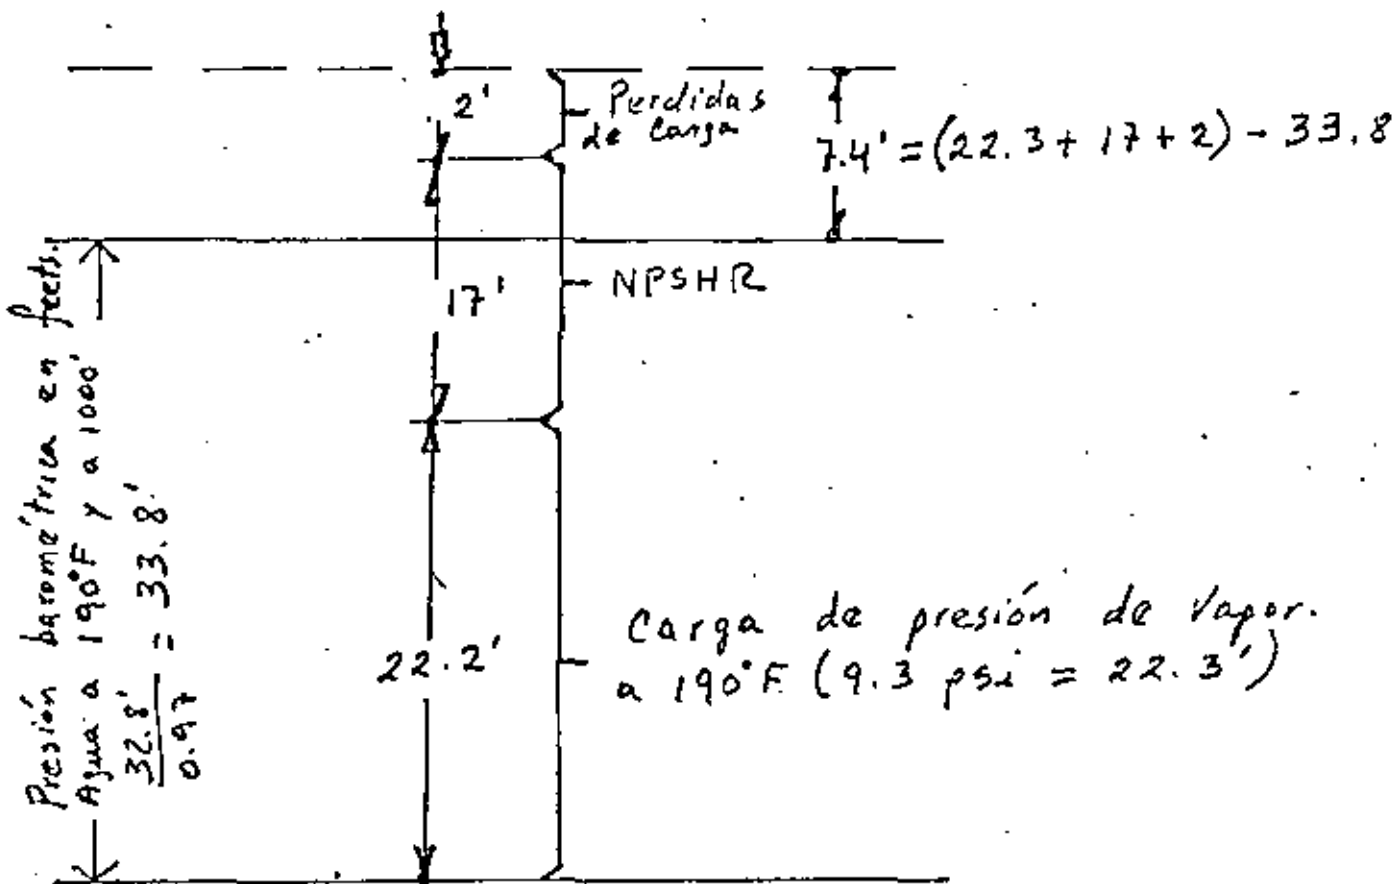 2'
Perdidas
de Carga
7.4' = (22.3 + 17 + 2) - 33.8
17'
NPSHR
Presión barométrica en feets.
Agua a 190°F y a 1000'
32.8' / 0.97 = 33.8'
22.2'
Carga de presión de Vapor.
a 190°F (9.3 psi = 22.3')